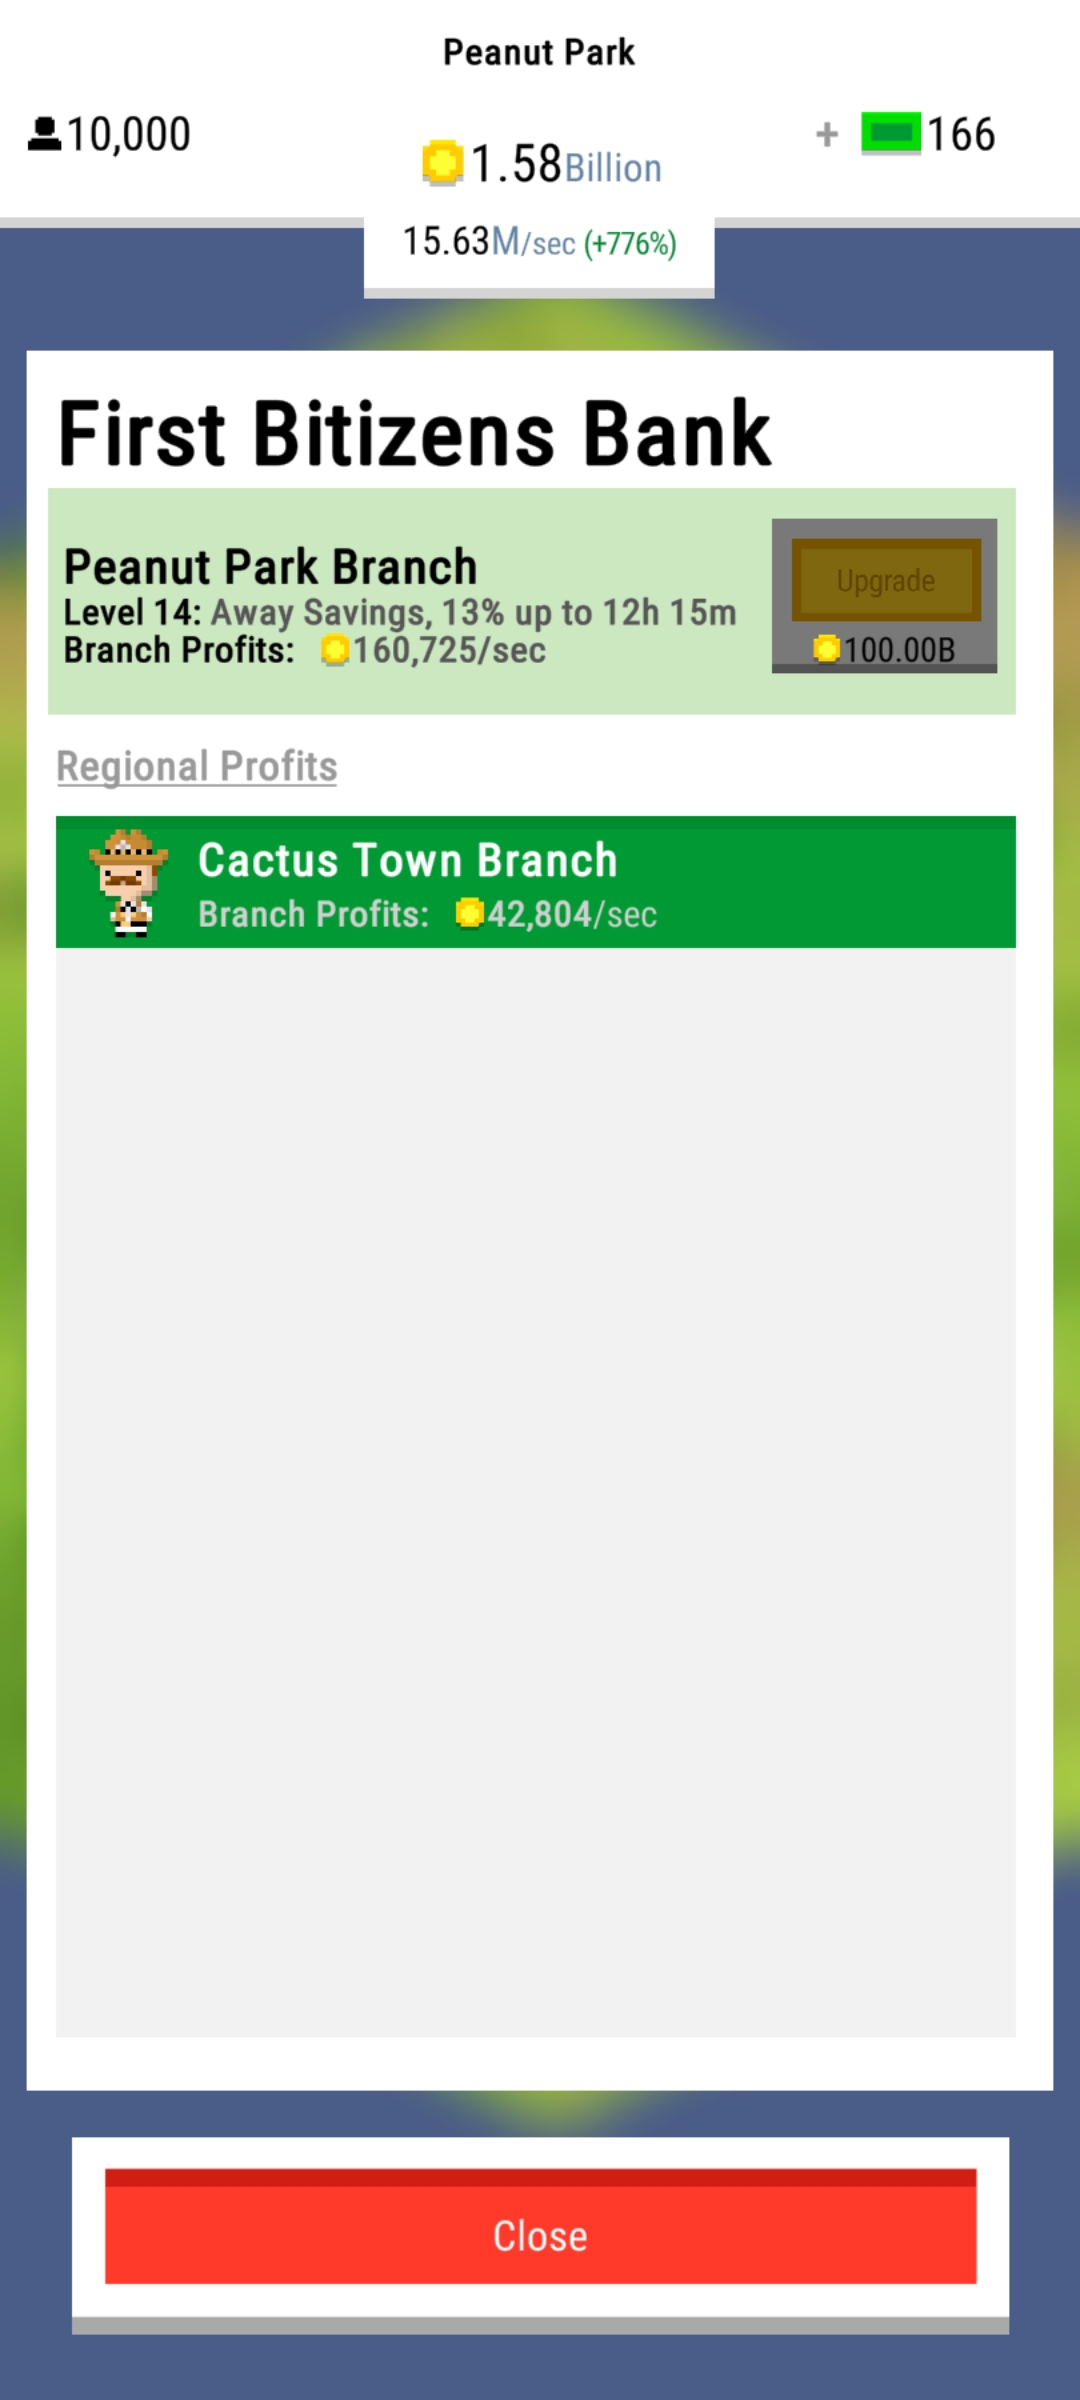 Peanut Park
10,000
1.58Billion
+ 166
15.63M/sec (+776%)
First Bitizens Bank
Peanut Park Branch
Level 14: Away Savings, 13% up to 12h 15m
Branch Profits: 160,725/sec
Upgrade
100.00B
Regional Profits
Cactus Town Branch
Branch Profits: 42,804/sec
Close